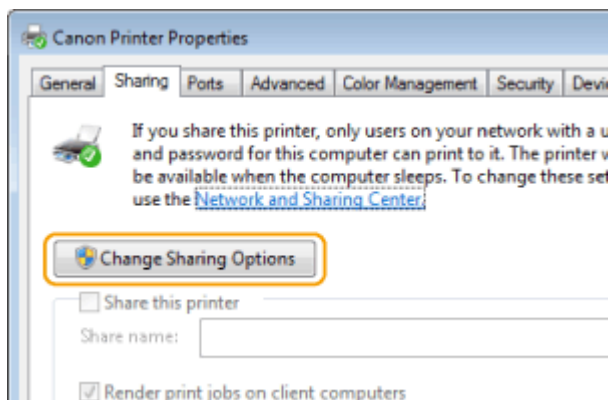 Canon Printer Properties
General Sharing Ports Advanced Color Management Security
If you share this printer, only users on your network with a
and password for this computer can print to it. The printer
be available when the computer sleeps. To change these
use the Network and Sharing Center.
Change Sharing Options
Share this printer
Share name:
Render print jobs on client computers